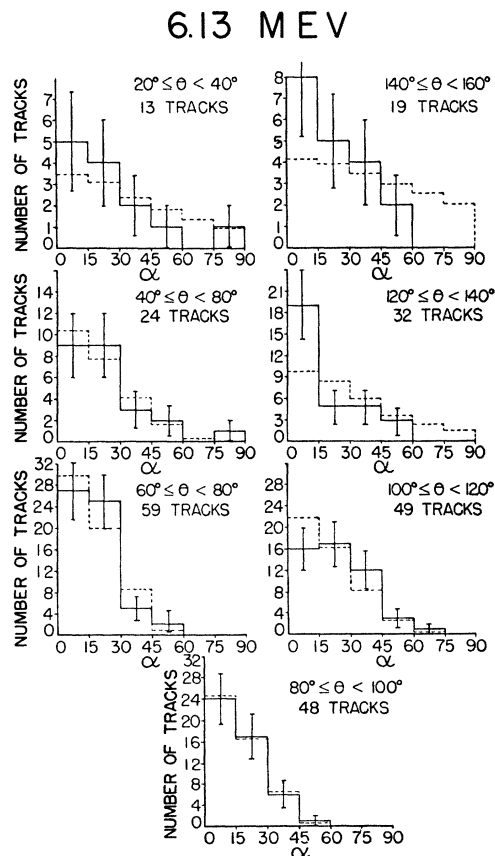 6.13 MEV
20° ≤ θ < 40°
13 TRACKS
NUMBER OF TRACKS
7
6
5
4
3
2
1
0
0 15 30 45 60 75 90
α
140° ≤ θ < 160°
19 TRACKS
8
7
6
5
4
3
2
1
0
0 15 30 45 60 75 90
α
40° ≤ θ < 80°
24 TRACKS
NUMBER OF TRACKS
14
12
10
8
6
4
2
0
0 15 30 45 60 75 90
α
120° ≤ θ < 140°
32 TRACKS
21
18
15
12
9
6
3
0
0 15 30 45 60 75 90
α
60° ≤ θ < 80°
59 TRACKS
NUMBER OF TRACKS
32
28
24
20
16
12
8
4
0
0 15 30 45 60 75 90
α
100° ≤ θ < 120°
49 TRACKS
28
24
20
16
12
8
4
0
0 15 30 45 60 75 90
α
80° ≤ θ < 100°
48 TRACKS
NUMBER OF TRACKS
32
28
24
20
16
12
8
4
0
0 15 30 45 60 75 90
α